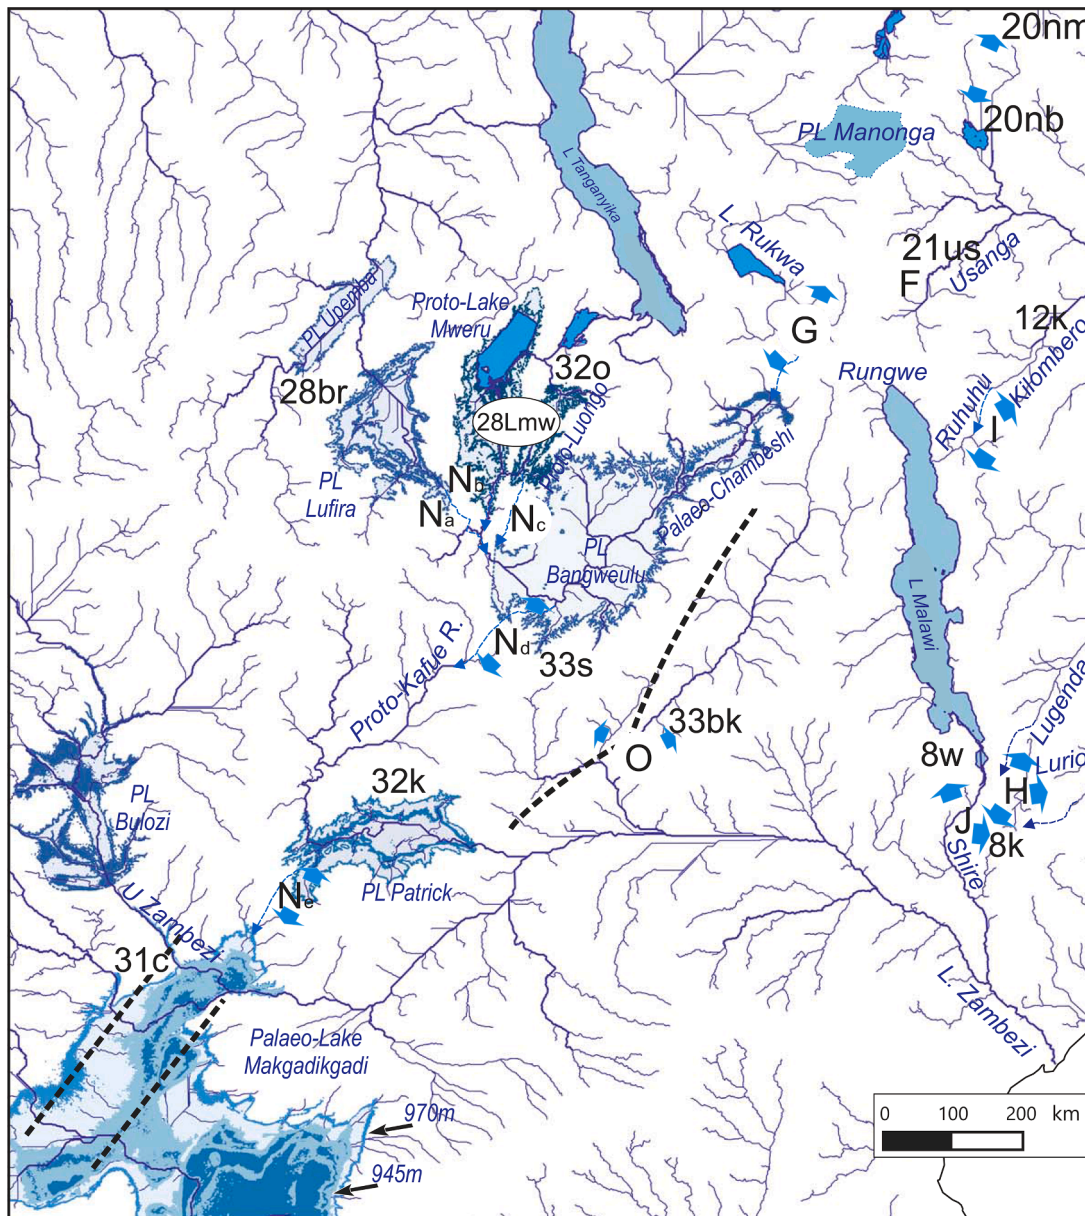 20nm
20nb
PL Manonga
L Tanganyika
L. Rukwa
21us
F
Usanga
PL Upemba
Proto-Lake
Mweru
12k
G
Kilombero
32o
28br
Rungwe
28Lmw
Proto-Luongo
Ruhuhu
I
PL
Lufira
Nb
Na
Nc
Palaeo-Chambeshi
PL
Bangweulu
L Malawi
Nd
33s
Proto-Kafue R.
Lugenda
33bk
O
8w
Lurio
32k
H
PL
Bulozi
J
8k
Shire
PL Patrick
Ne
U Zambezi
31c
L. Zambezi
Palaeo-Lake
Makgadikgadi
970m
945m
0 100 200 km